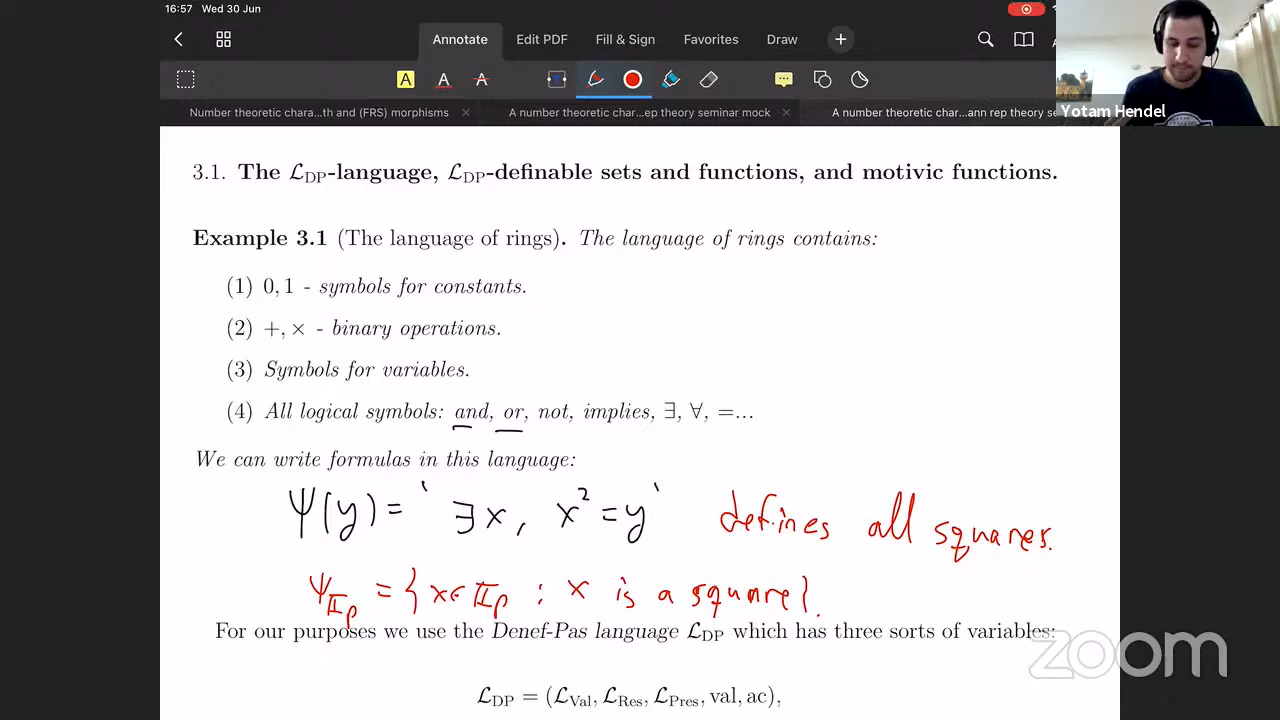 16:57 Wed 30 Jun
Annotate Edit PDF Fill & Sign Favorites Draw
A A A
Number theoretic chara...th and (FRS) morphisms
A number theoretic char...ep theory seminar mock
A number theoretic char...ann rep theory se
Yotam Hendel
3.1. The ℒ_DP-language, ℒ_DP-definable sets and functions, and motivic functions.
Example 3.1 (The language of rings). The language of rings contains:
(1) 0, 1 - symbols for constants.
(2) +, × - binary operations.
(3) Symbols for variables.
(4) All logical symbols: and, or, not, implies, ∃, ∀, =...
We can write formulas in this language:
Ψ(y) = ' ∃x, x² = y' defines all squares.
Ψ_𝔽p = { x ∈ 𝔽p : x is a square}.
For our purposes we use the Denef-Pas language ℒ_DP which has three sorts of variables:
zoom
ℒ_DP = (ℒ_Val, ℒ_Res, ℒ_Pres, val, ac),